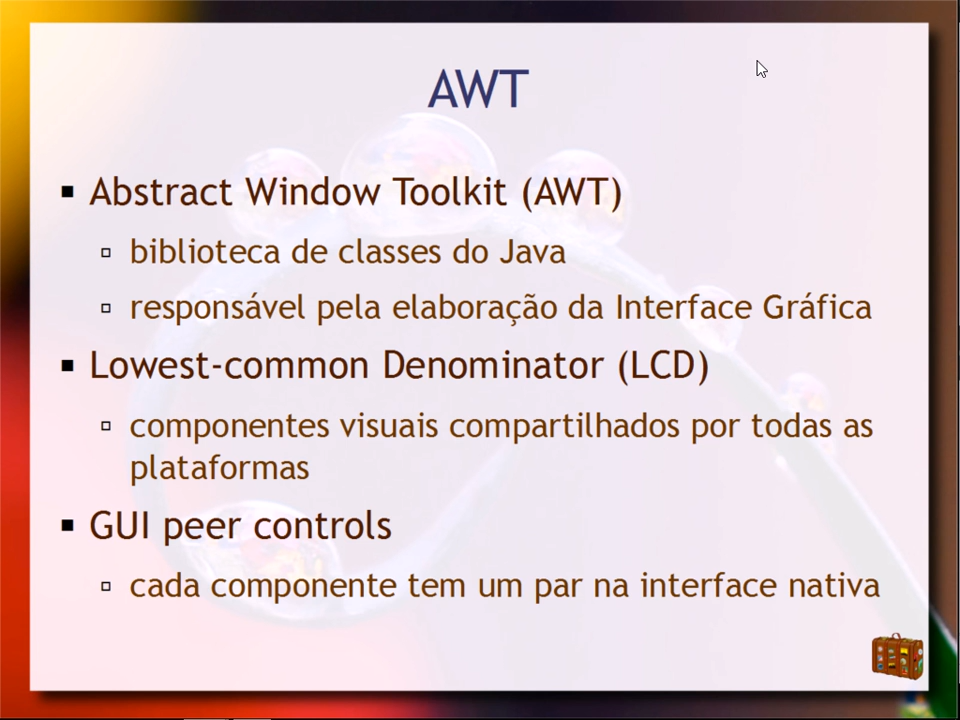 AWT
Abstract Window Toolkit (AWT)
biblioteca de classes do Java
responsável pela elaboração da Interface Gráfica
Lowest-common Denominator (LCD)
componentes visuais compartilhados por todas as
plataformas
GUI peer controls
cada componente tem um par na interface nativa